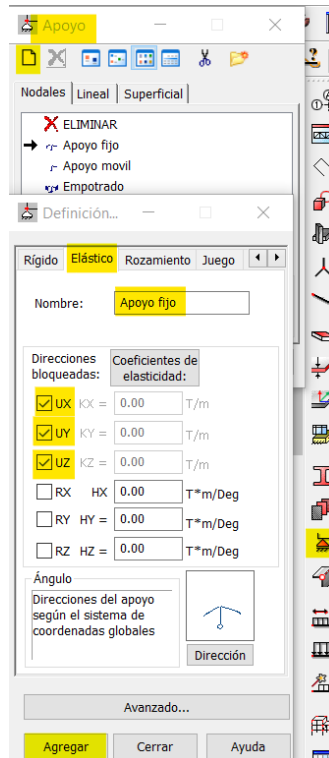 Apoyo
Nodales Lineal Superficial
ELIMINAR
Apoyo fijo
Apoyo movil
Empotrado
Definición...
Rígido Elástico Rozamiento Juego
Nombre: Apoyo fijo
Direcciones bloqueadas:
Coeficientes de elasticidad:
UX KX = 0.00 T/m
UY KY = 0.00 T/m
UZ KZ = 0.00 T/m
RX HX 0.00 T*m/Deg
RY HY = 0.00 T*m/Deg
RZ HZ = 0.00 T*m/Deg
Ángulo
Direcciones del apoyo
según el sistema de
coordenadas globales
Dirección
Avanzado...
Agregar Cerrar Ayuda